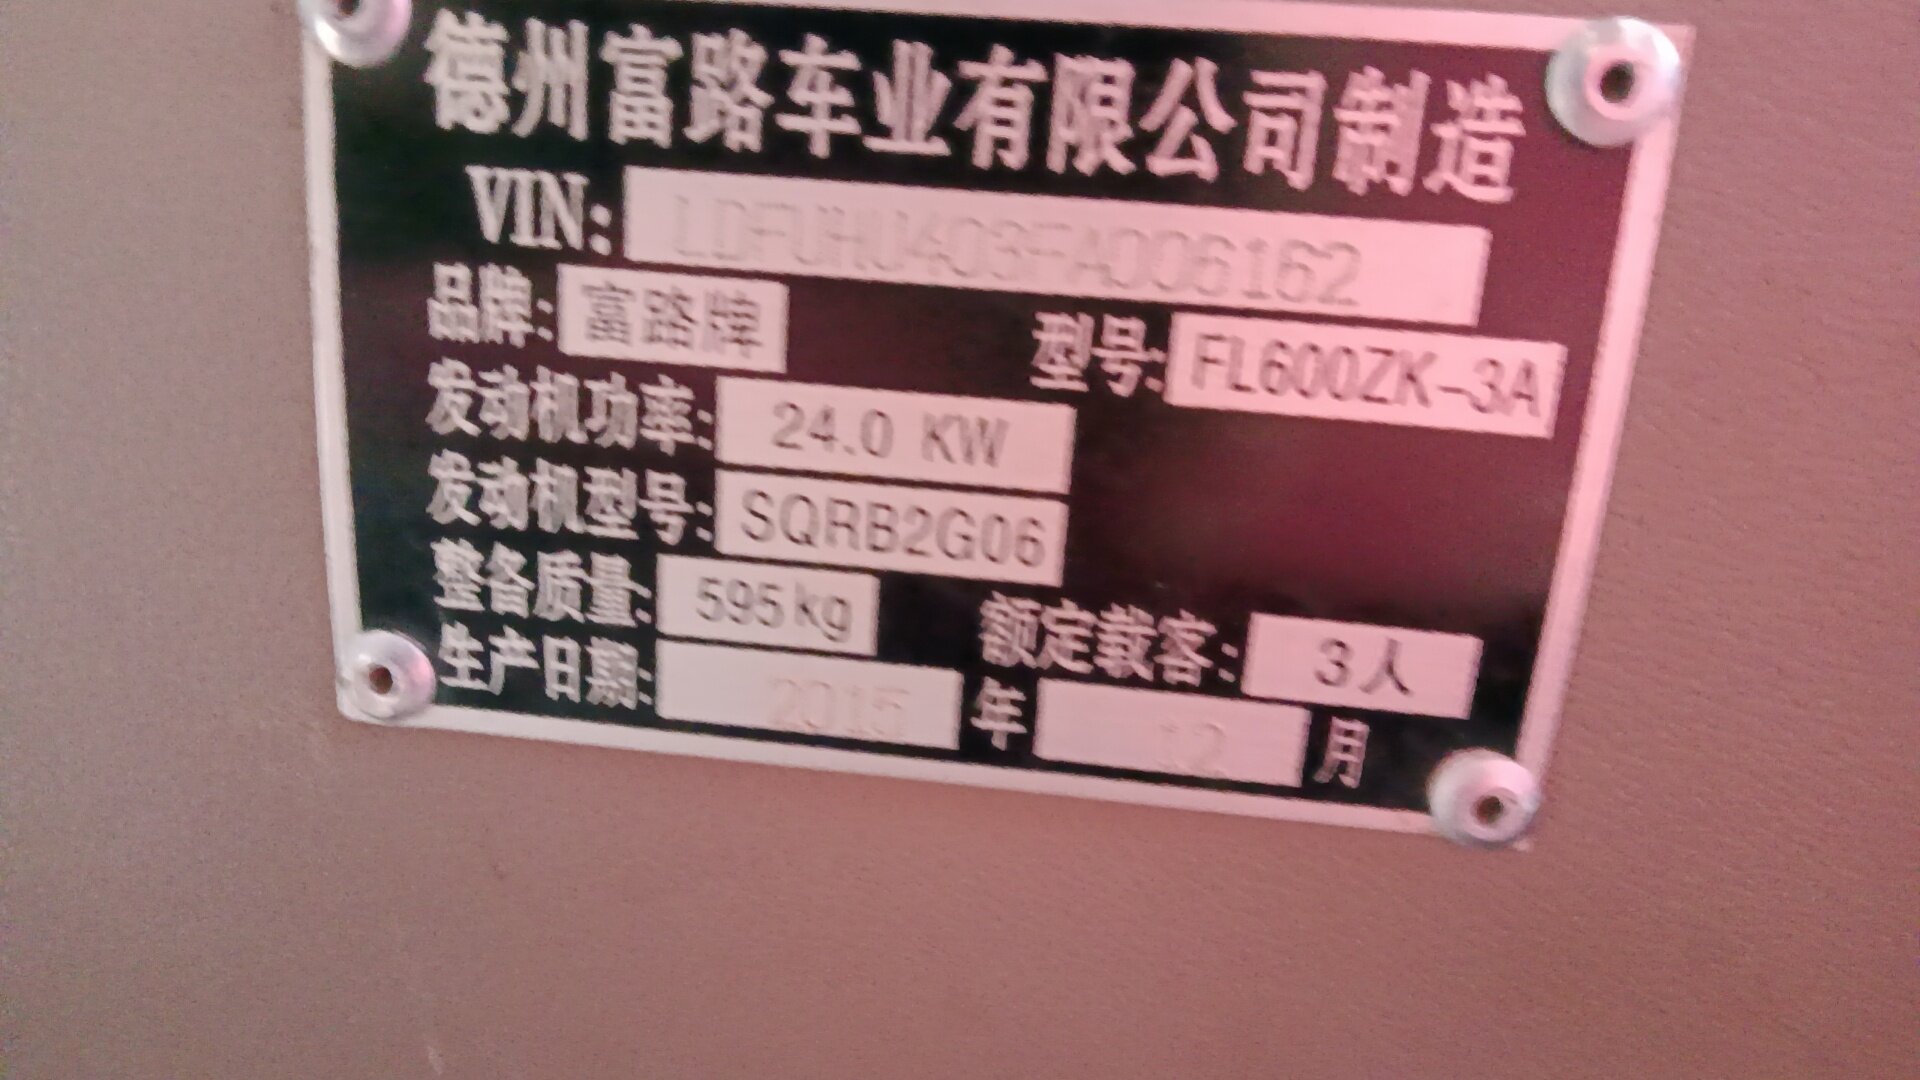 德州富路车业有限公司制造
VIN: LDFUHU403FA006162
品牌: 富路牌 型号: FL600ZK-3A
发动机功率: 24.0 KW
发动机型号: SQRB2G06
整备质量: 595kg 额定载客: 3人
生产日期: 2015 年 12 月